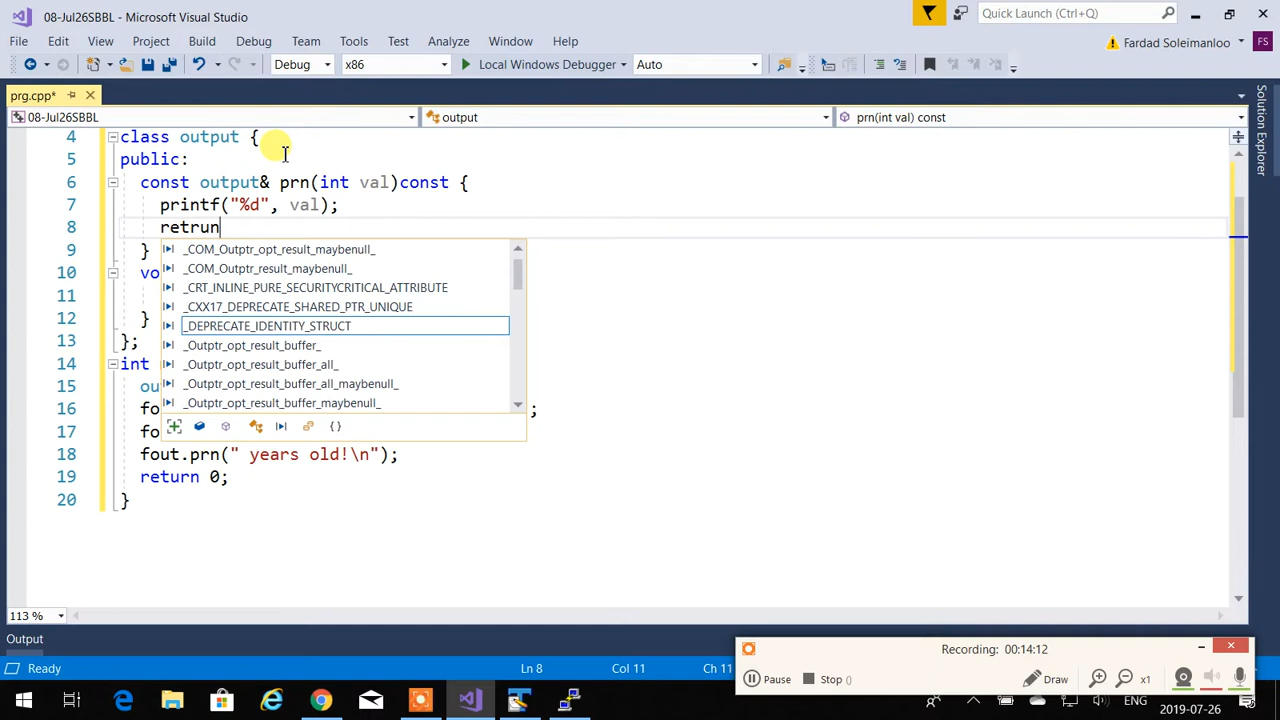 08-Jul26SBBL - Microsoft Visual Studio
Quick Launch (Ctrl+Q)
File Edit View Project Build Debug Team Tools Test Analyze Window Help
Fardad Soleimanloo FS
Debug x86 Local Windows Debugger Auto
prg.cpp*
Solution Explorer
08-Jul26SBBL output prn(int val) const
4 class output {
5 public:
6 const output& prn(int val)const {
7 printf("%d", val);
8 retrun
9 }
_COM_Outptr_opt_result_maybenull_
_COM_Outptr_result_maybenull_
_CRT_INLINE_PURE_SECURITYCRITICAL_ATTRIBUTE
_CXX17_DEPRECATE_SHARED_PTR_UNIQUE
_DEPRECATE_IDENTITY_STRUCT
_Outptr_opt_result_buffer_
_Outptr_opt_result_buffer_all_
_Outptr_opt_result_buffer_all_maybenull_
_Outptr_opt_result_buffer_maybenull_
10 vo
11
12 }
13 };
14 int
15 ou
16 fo ;
17 fo
18 fout.prn(" years old!\n");
19 return 0;
20 }
113 %
Output
Recording: 00:14:12
Ready Ln 8 Col 11 Ch 11
Pause Stop () Draw x1
ENG
2019-07-26